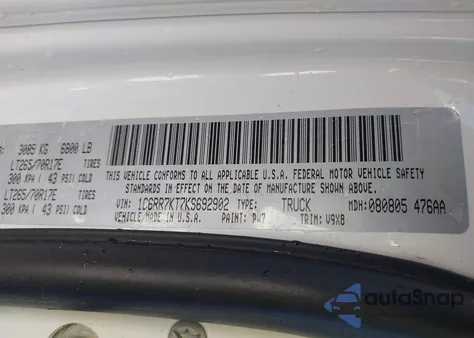 3085 KG 6800 LB
LT265/70R17E TIRES
300 KPA ( 43 PSI) COLD
LT265/70R17E TIRES
300 KPA ( 43 PSI) COLD
THIS VEHICLE CONFORMS TO ALL APPLICABLE U.S.A. FEDERAL MOTOR VEHICLE SAFETY
STANDARDS IN EFFECT ON THE DATE OF MANUFACTURE SHOWN ABOVE.
VIN: 1C6RR7KT7KS692902 TRUCK MDH: 080805 476AA
VEHICLE MADE IN U.S.A. PAINT: PW7 TRIM: V9X8
autoSnap